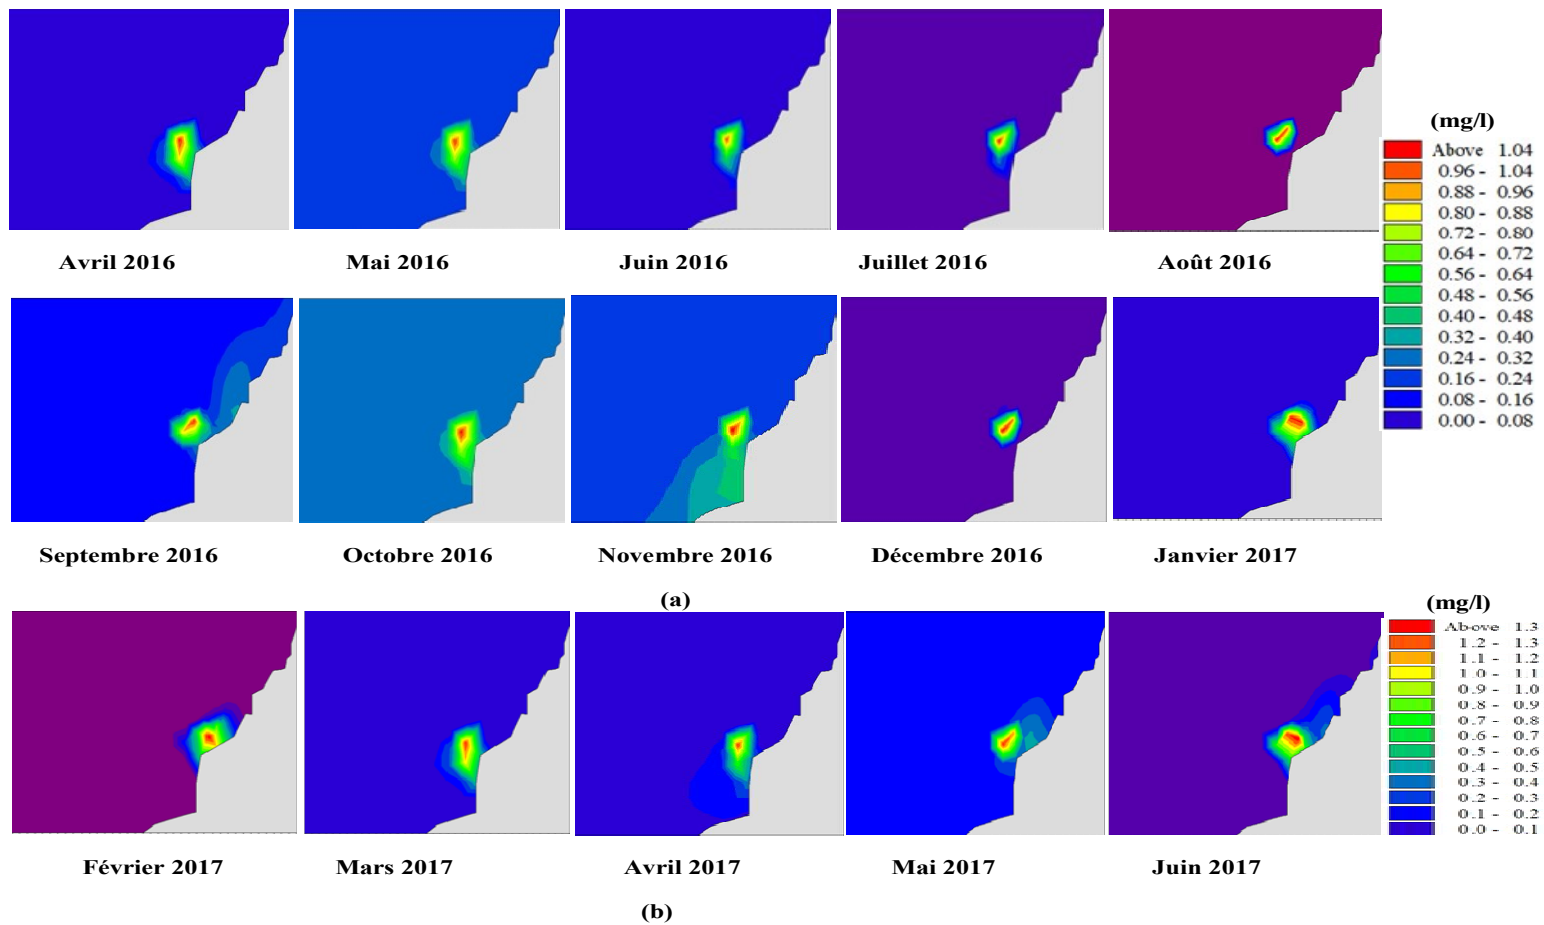 Avril 2016 Mai 2016 Juin 2016 Juillet 2016 Août 2016
(mg/l)
Above 1.04
0.96 - 1.04
0.88 - 0.96
0.80 - 0.88
0.72 - 0.80
0.64 - 0.72
0.56 - 0.64
0.48 - 0.56
0.40 - 0.48
0.32 - 0.40
0.24 - 0.32
0.16 - 0.24
0.08 - 0.16
0.00 - 0.08
Septembre 2016 Octobre 2016 Novembre 2016 Décembre 2016 Janvier 2017
(a)
(mg/l)
Above 1.3
1.2 - 1.3
1.1 - 1.2
1.0 - 1.1
0.9 - 1.0
0.8 - 0.9
0.7 - 0.8
0.6 - 0.7
0.5 - 0.6
0.4 - 0.5
0.3 - 0.4
0.2 - 0.3
0.1 - 0.2
0.0 - 0.1
Février 2017 Mars 2017 Avril 2017 Mai 2017 Juin 2017
(b)